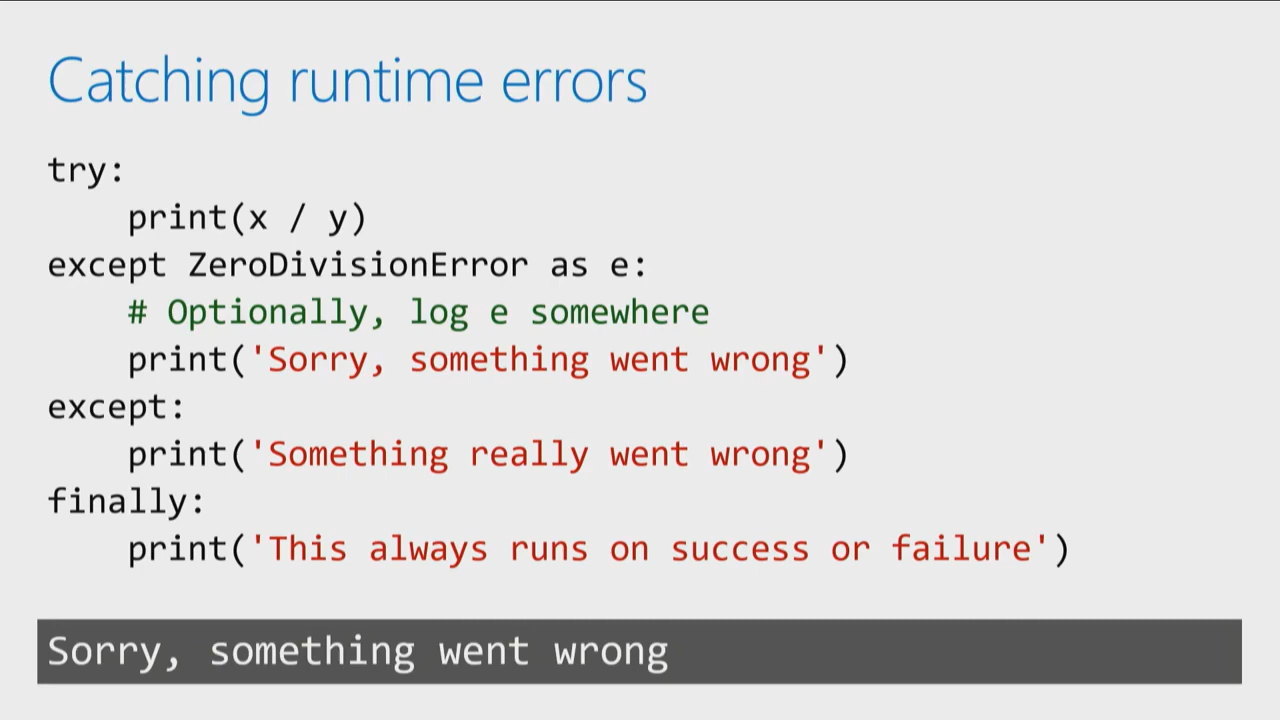 Catching runtime errors
try:
    print(x / y)
except ZeroDivisionError as e:
    # Optionally, log e somewhere
    print('Sorry, something went wrong')
except:
    print('Something really went wrong')
finally:
    print('This always runs on success or failure')
Sorry, something went wrong